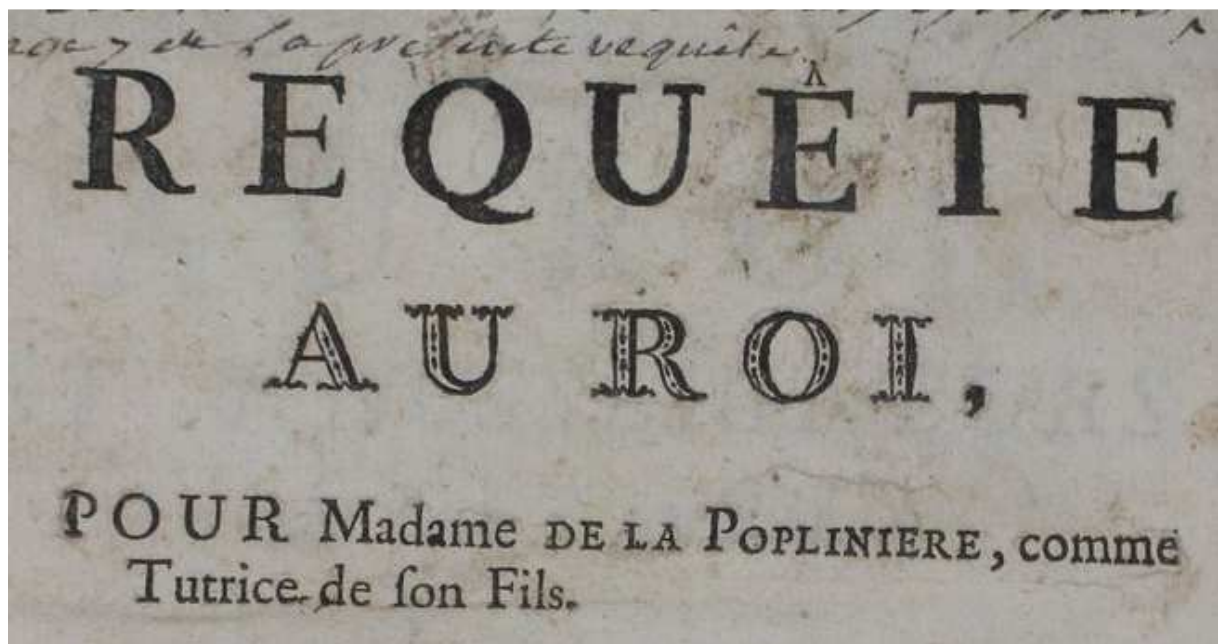 de la presente requête
REQUÊTE
AU ROI,
POUR Madame DE LA POPLINIERE, comme
Tutrice de ſon Fils.